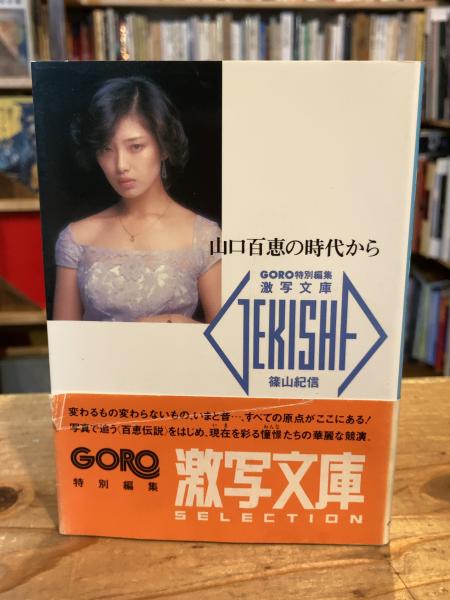 山口百恵の時代から
GORO特別編集
激写文庫
GEKISHA
篠山紀信
変わるもの変わらないもの、いまと昔…、すべての原点がここにある!
写真で追う〈百恵伝説〉をはじめ、現在を彩る憧憬たちの華麗な競演。
GORO
特別編集
激写文庫
SELECTION